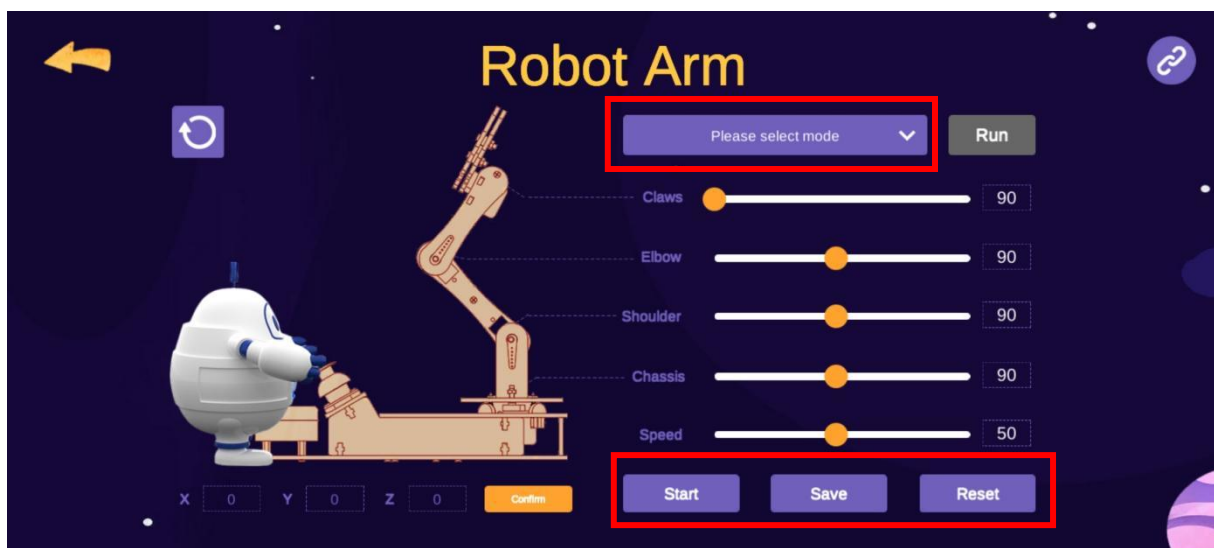 Robot Arm
Please select mode
Run
Claws 90
Elbow 90
Shoulder 90
Chassis 90
Speed 50
X 0 Y 0 Z 0 Confirm
Start Save Reset